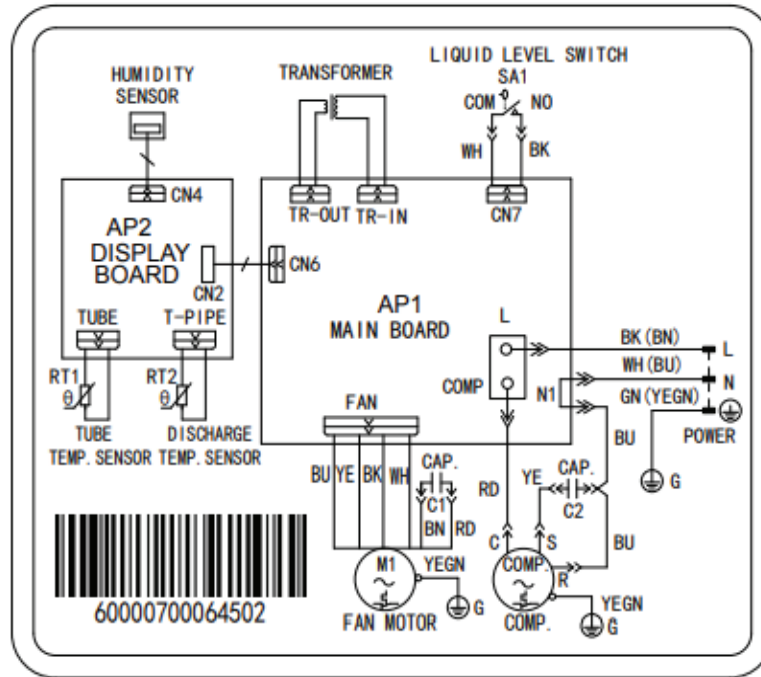 LIQUID LEVEL SWITCH
SA1
HUMIDITY
SENSOR
TRANSFORMER
COM
NO
WH
BK
CN4
TR-OUT
TR-IN
CN7
AP2
DISPLAY
BOARD
CN2
CN6
AP1
MAIN BOARD
L
COMP
TUBE
T-PIPE
RT1
θ
RT2
θ
TUBE
TEMP. SENSOR
DISCHARGE
TEMP. SENSOR
BK(BN)
L
WH(BU)
N
N1
GN(YEGN)
POWER
G
BU
FAN
BU
YE
BK
WH
CAP.
C1
BN
RD
RD
YE
CAP.
C2
BU
C
S
R
M1
YEGN
G
FAN MOTOR
COMP.
YEGN
G
COMP.
60000700064502